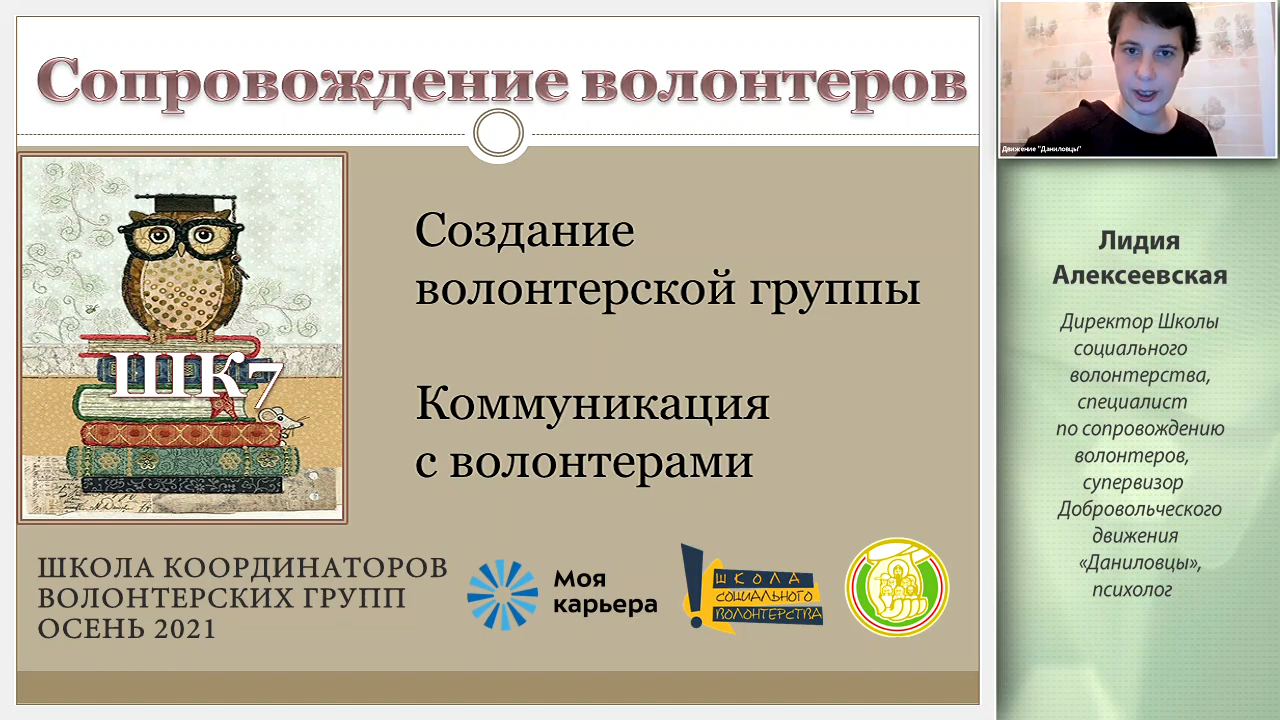 Сопровождение волонтеров
ШК7
Создание
волонтерской группы
Коммуникация
с волонтерами
ШКОЛА КООРДИНАТОРОВ
ВОЛОНТЕРСКИХ ГРУПП
ОСЕНЬ 2021
Моя
карьера
ШКОЛА
СОЦИАЛЬНОГО
ВОЛОНТЕРСТВА
Движение "Даниловцы"
Лидия
Алексеевская
Директор Школы
социального
волонтерства,
специалист
по сопровождению
волонтеров,
супервизор
Добровольческого
движения
«Даниловцы»,
психолог